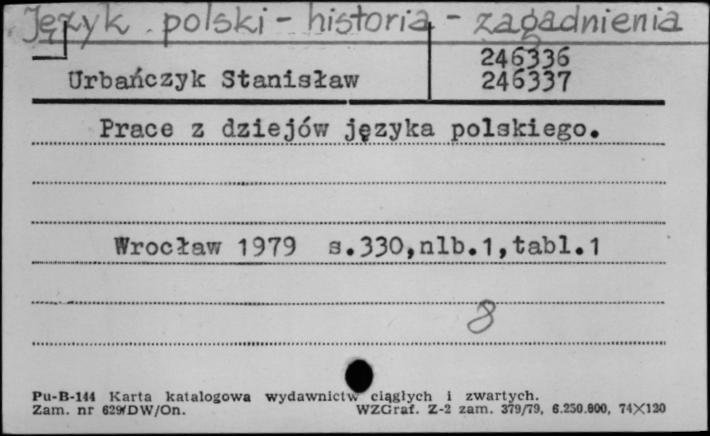 Język polski - historia - zagadnienia
246336
Urbańczyk Stanisław 246337
Prace z dziejów języka polskiego.
Wrocław 1979 s.330,nlb.1,tabl.1
8
Pu-B-144 Karta katalogowa wydawnictw ciągłych i zwartych.
Zam. nr 629/DW/On. WZGraf. Z-2 zam. 379/79, 6.250.800, 74×120